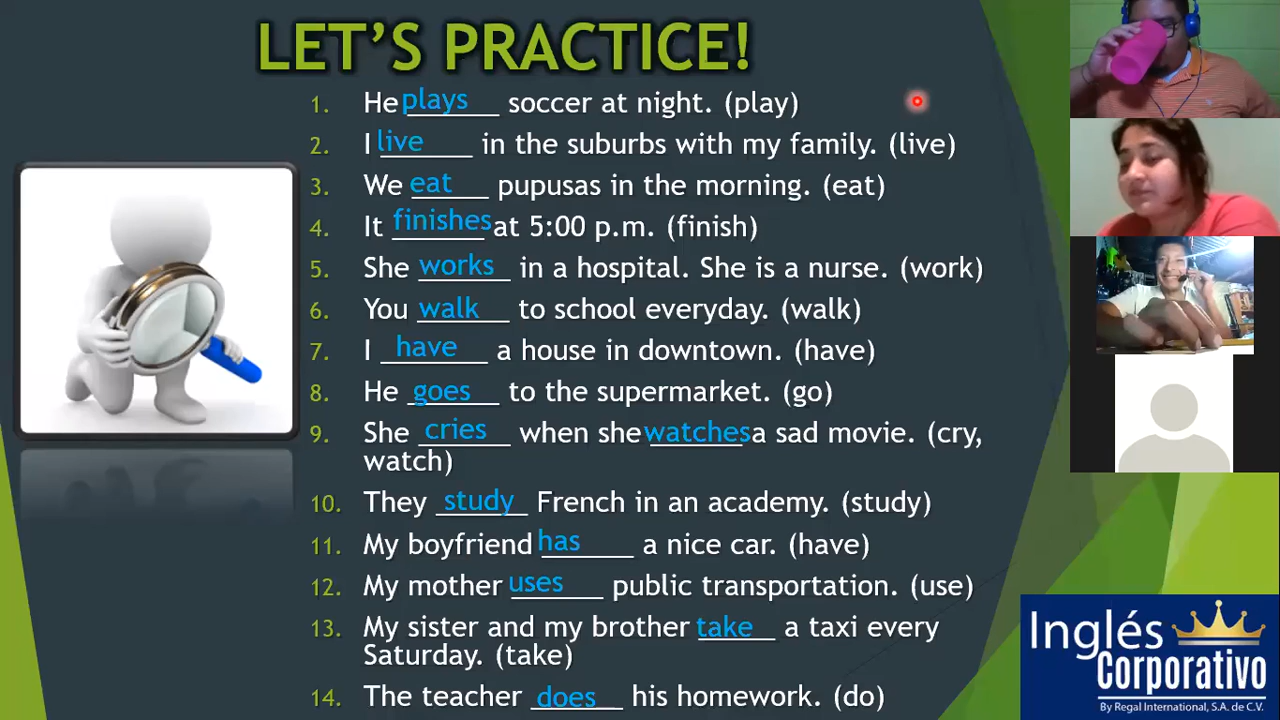 LET'S PRACTICE!
1. He plays soccer at night. (play)
2. I live in the suburbs with my family. (live)
3. We eat pupusas in the morning. (eat)
4. It finishes at 5:00 p.m. (finish)
5. She works in a hospital. She is a nurse. (work)
6. You walk to school everyday. (walk)
7. I have a house in downtown. (have)
8. He goes to the supermarket. (go)
9. She cries when she watches a sad movie. (cry,
watch)
10. They study French in an academy. (study)
11. My boyfriend has a nice car. (have)
12. My mother uses public transportation. (use)
13. My sister and my brother take a taxi every
Saturday. (take)
14. The teacher does his homework. (do)
Inglés
Corporativo
By Regal International, S.A. de C.V.